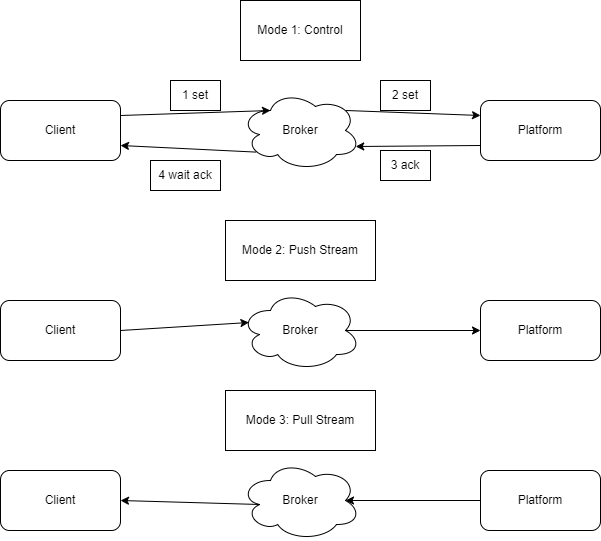 Mode 1: Control
1 set
2 set
Client
Broker
Platform
4 wait ack
3 ack
Mode 2: Push Stream
Client
Broker
Platform
Mode 3: Pull Stream
Client
Broker
Platform